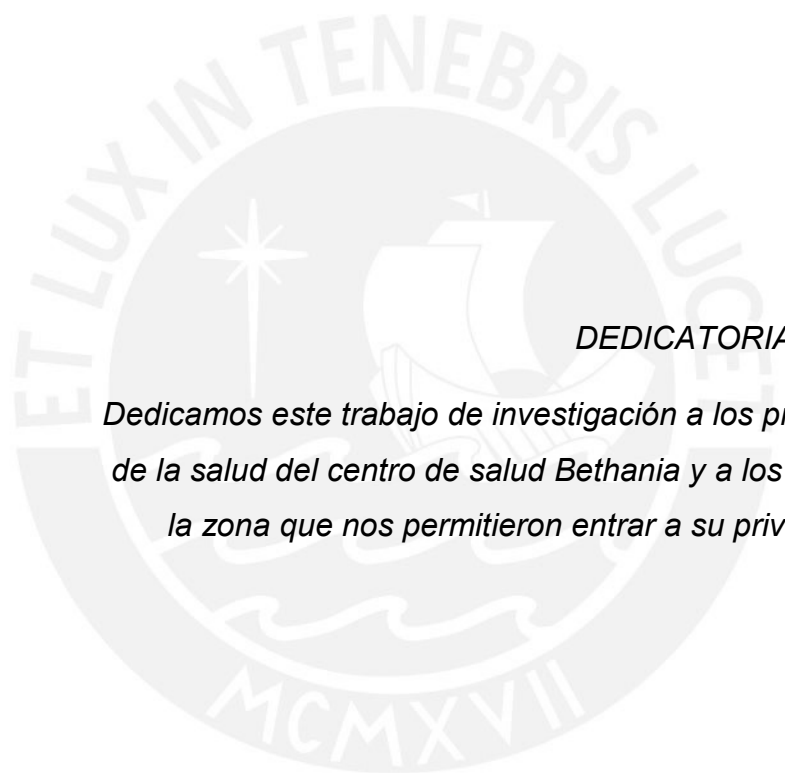 ET LUX IN TENEBRIS LUCET
DEDICATORIA
Dedicamos este trabajo de investigación a los
de la salud del centro de salud Bethania y a los
la zona que nos permitieron entrar a su
MCMXVII